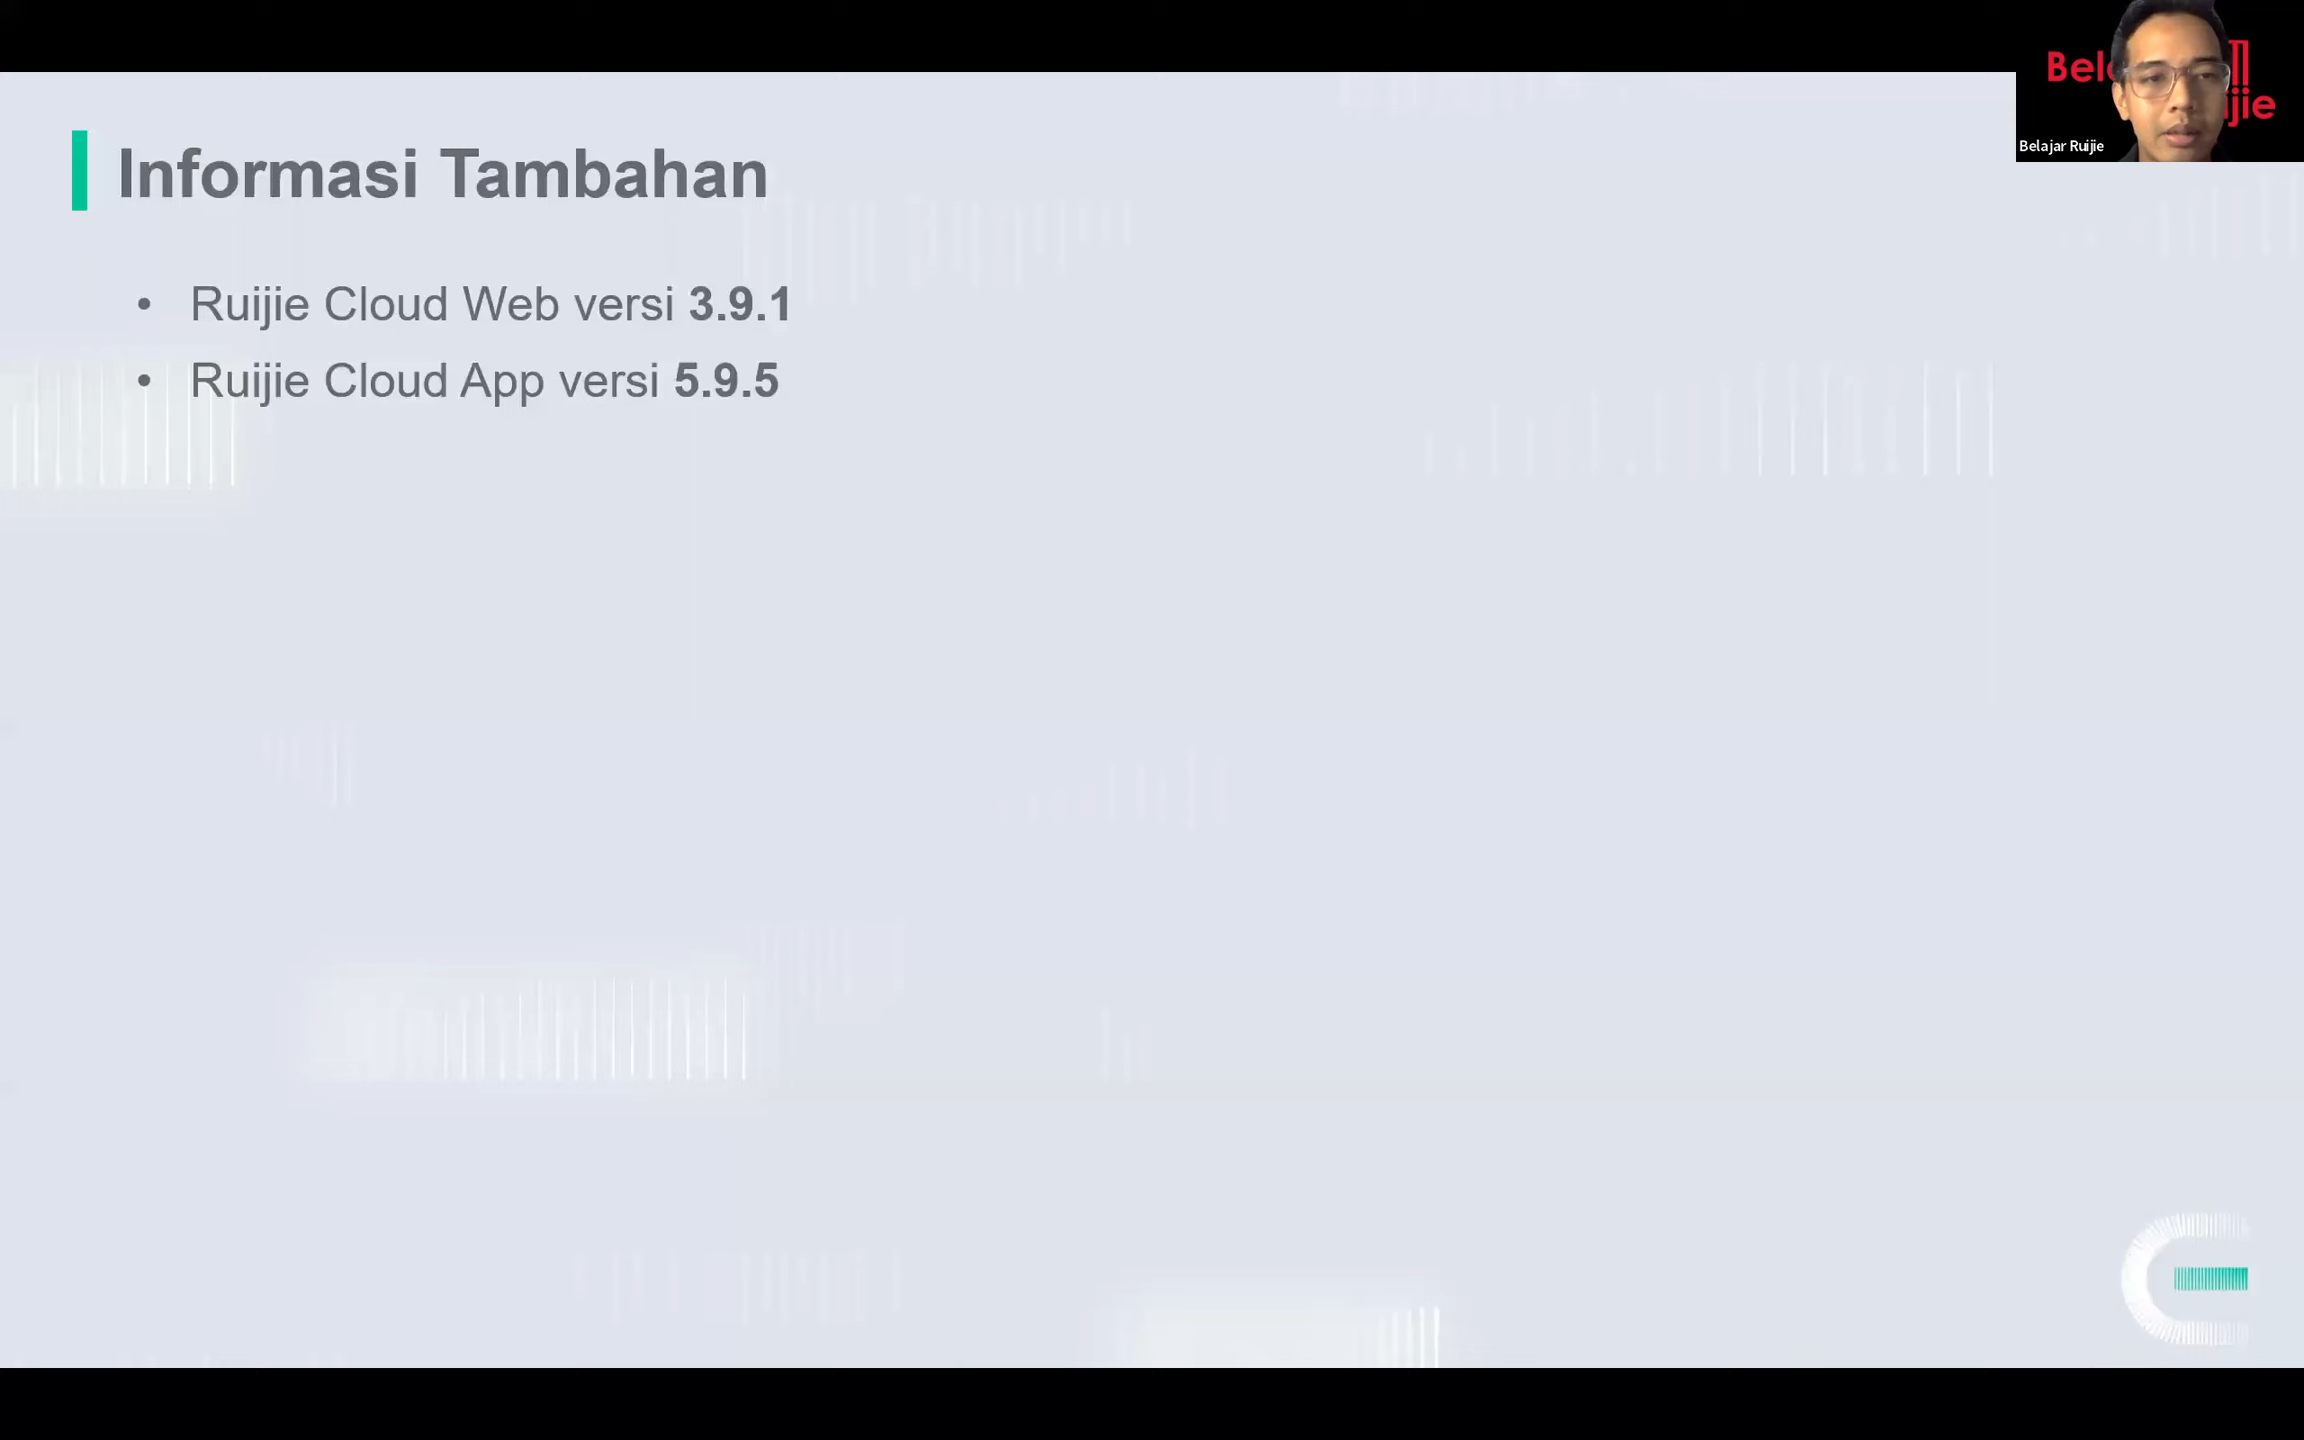 Informasi Tambahan
• Ruijie Cloud Web versi 3.9.1
• Ruijie Cloud App versi 5.9.5
Belajar Ruijie